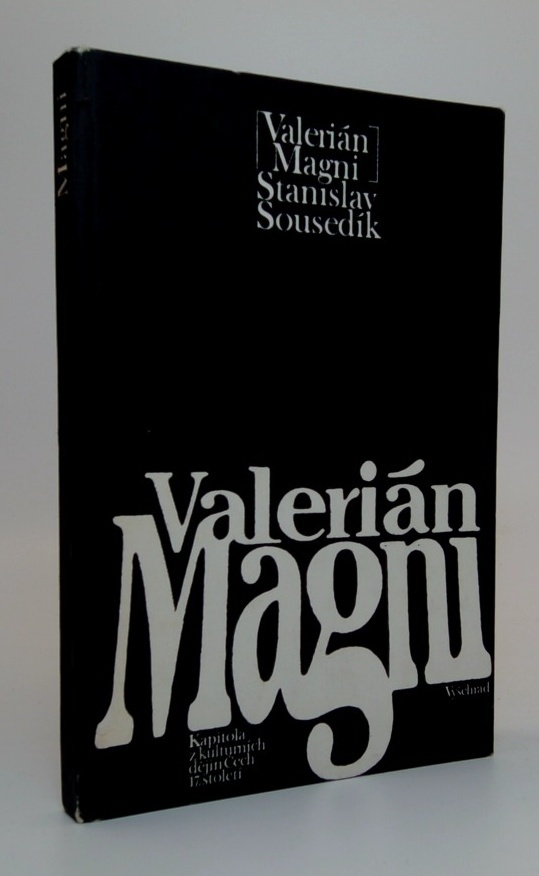 Magni
[Valerián
Magni]
Stanislav
Sousedík
Valerián
Magni
Vyšehrad
Kapitola
z kulturních
dějin Čech
17. století